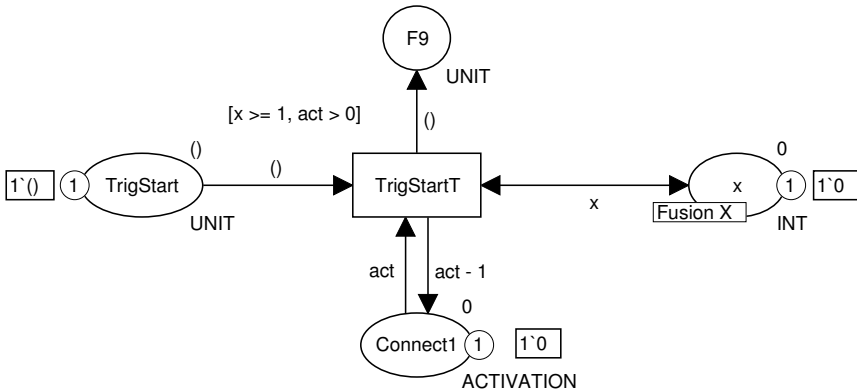 F9
UNIT
[x >= 1, act > 0]
()
()
()
0
1`()
1
TrigStart
TrigStartT
x
1
1`0
x
Fusion X
UNIT
INT
act
act - 1
0
Connect1
1
1`0
ACTIVATION